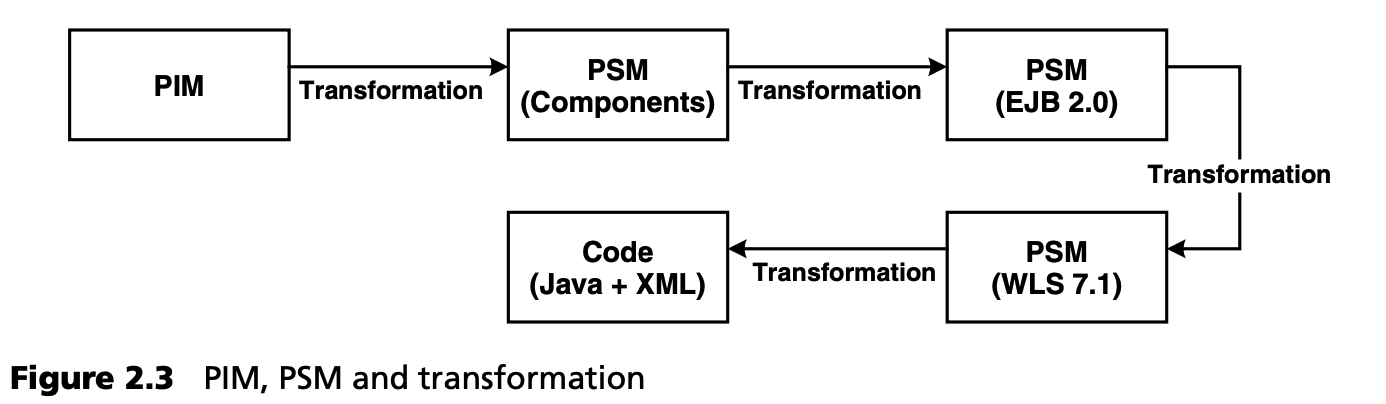 PIM
Transformation
PSM
(Components)
Transformation
PSM
(EJB 2.0)
Transformation
PSM
(WLS 7.1)
Transformation
Code
(Java + XML)
Figure 2.3 PIM, PSM and transformation